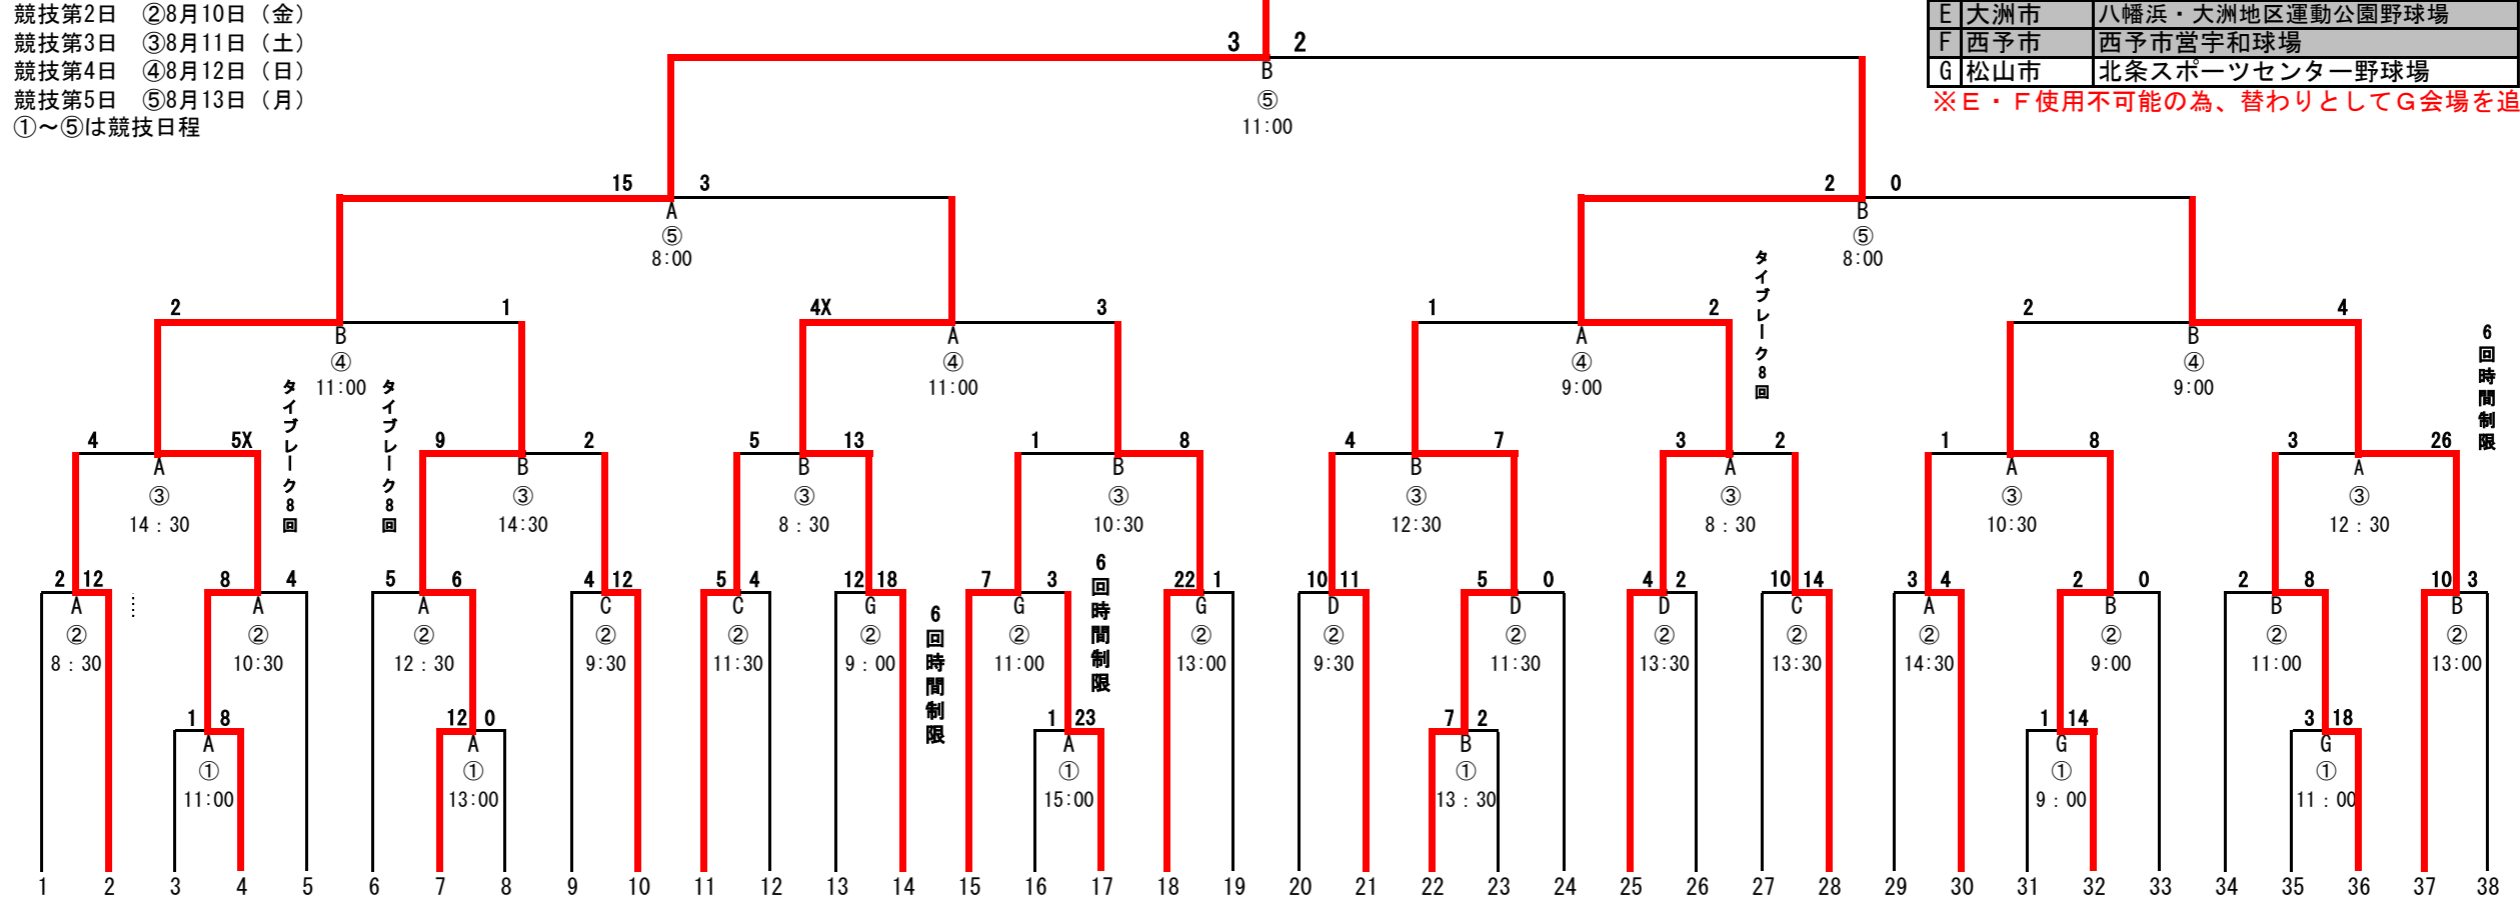 競技第2日 ②8月10日（金）
競技第3日 ③8月11日（土）
競技第4日 ④8月12日（日）
競技第5日 ⑤8月13日（月）
①～⑤は競技日程
E 大洲市 八幡浜・大洲地区運動公園野球場
F 西予市 西予市営宇和球場
G 松山市 北条スポーツセンター野球場
※Ｅ・Ｆ使用不可能の為、替わりとしてＧ会場を追
3 2
B
⑤
11:00
15 3 2 0
A B
⑤ ⑤
8:00 8:00
2 1 4X 3 1 2 2 4
B A A B
④ ④ ④ ④
11:00 11:00 9:00 9:00
タイブレーク8回
タイブレーク8回
タイブレーク8回
6回時間制限
4 5X 9 2 5 13 1 8 4 7 3 2 1 8 3 26
A B B B B A A A
③ ③ ③ ③ ③ ③ ③ ③
14：30 14:30 8：30 10:30 12:30 8：30 10:30 12：30
6回時間制限
6回時間制限
2 12 8 4 5 6 4 12 5 4 12 18 7 3 22 1 10 11 5 0 4 2 10 14 3 4 2 0 2 8 10 3
A A A C C G G G D D D C A B B B
② ② ② ② ② ② ② ② ② ② ② ② ② ② ② ②
8：30 10:30 12：30 9:30 11:30 9：00 11:00 13:00 9:30 11:30 13:30 13:30 14:30 9:00 11:00 13:00
1 8 12 0 1 23 7 2 1 14 3 18
A A A B G G
① ① ① ① ① ①
11:00 13:00 15:00 13：30 9：00 11：00
1 2 3 4 5 6 7 8 9 10 11 12 13 14 15 16 17 18 19 20 21 22 23 24 25 26 27 28 29 30 31 32 33 34 35 36 37 38